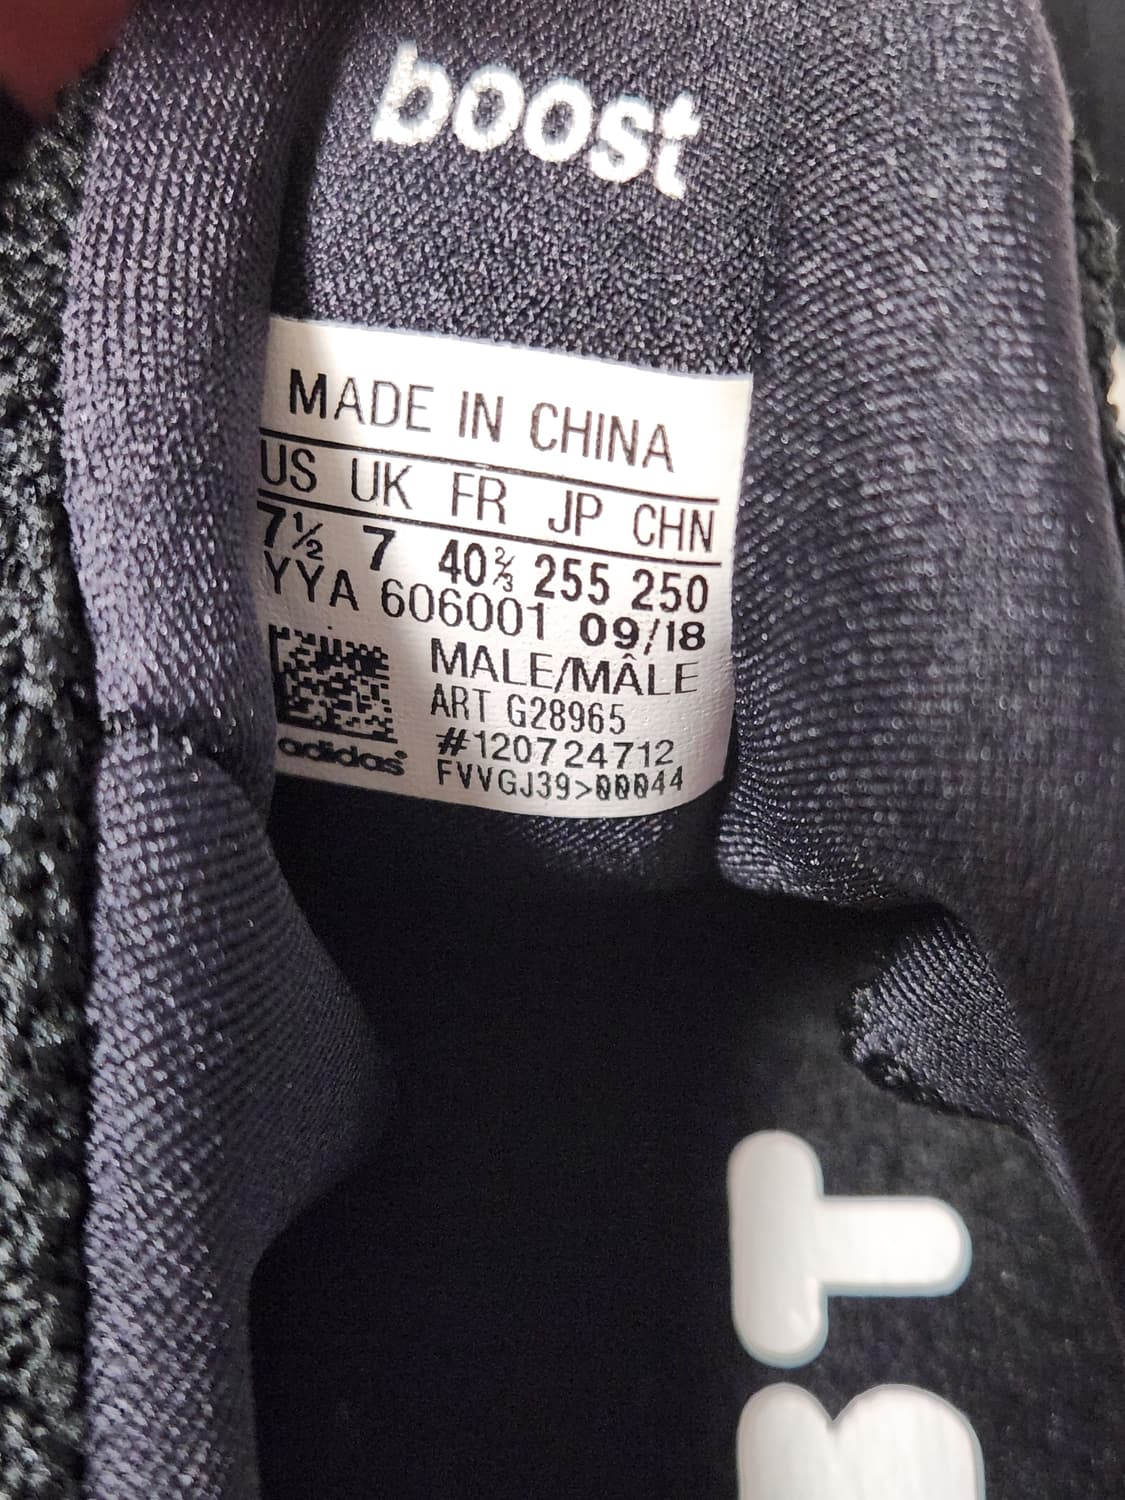 boost
MADE IN CHINA
US UK FR JP CHN
7½ 7 40⅔ 255 250
YYA 606001 09/18
MALE/MÂLE
ART G28965
#120724712
FVVGJ39>00044
adidas